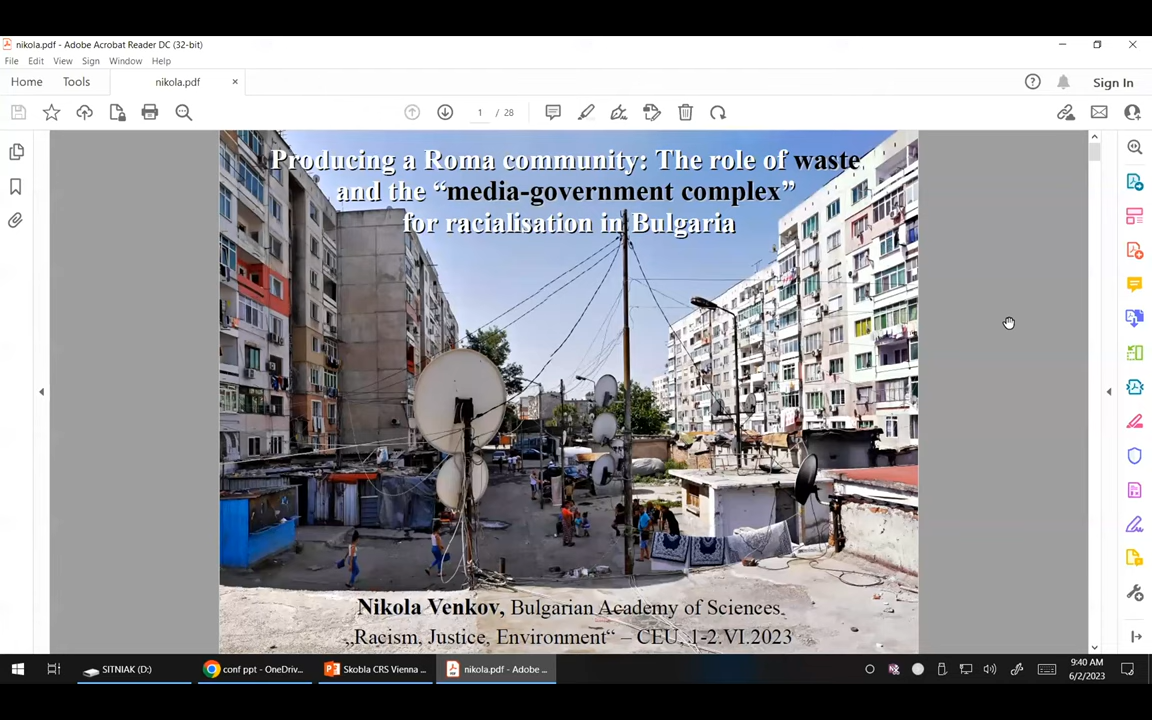 nikola.pdf - Adobe Acrobat Reader DC (32-bit)
File Edit View Sign Window Help
Home Tools nikola.pdf × Sign In
1 / 28
Producing a Roma community: The role of waste
and the “media-government complex”
for racialisation in Bulgaria
Nikola Venkov, Bulgarian Academy of Sciences
„Racism, Justice, Environment“ – CEU, 1-2.VI.2023
SITNIAK (D:) conf ppt - OneDriv... Skobla CRS Vienna ... nikola.pdf - Adobe ...
9:40 AM
6/2/2023